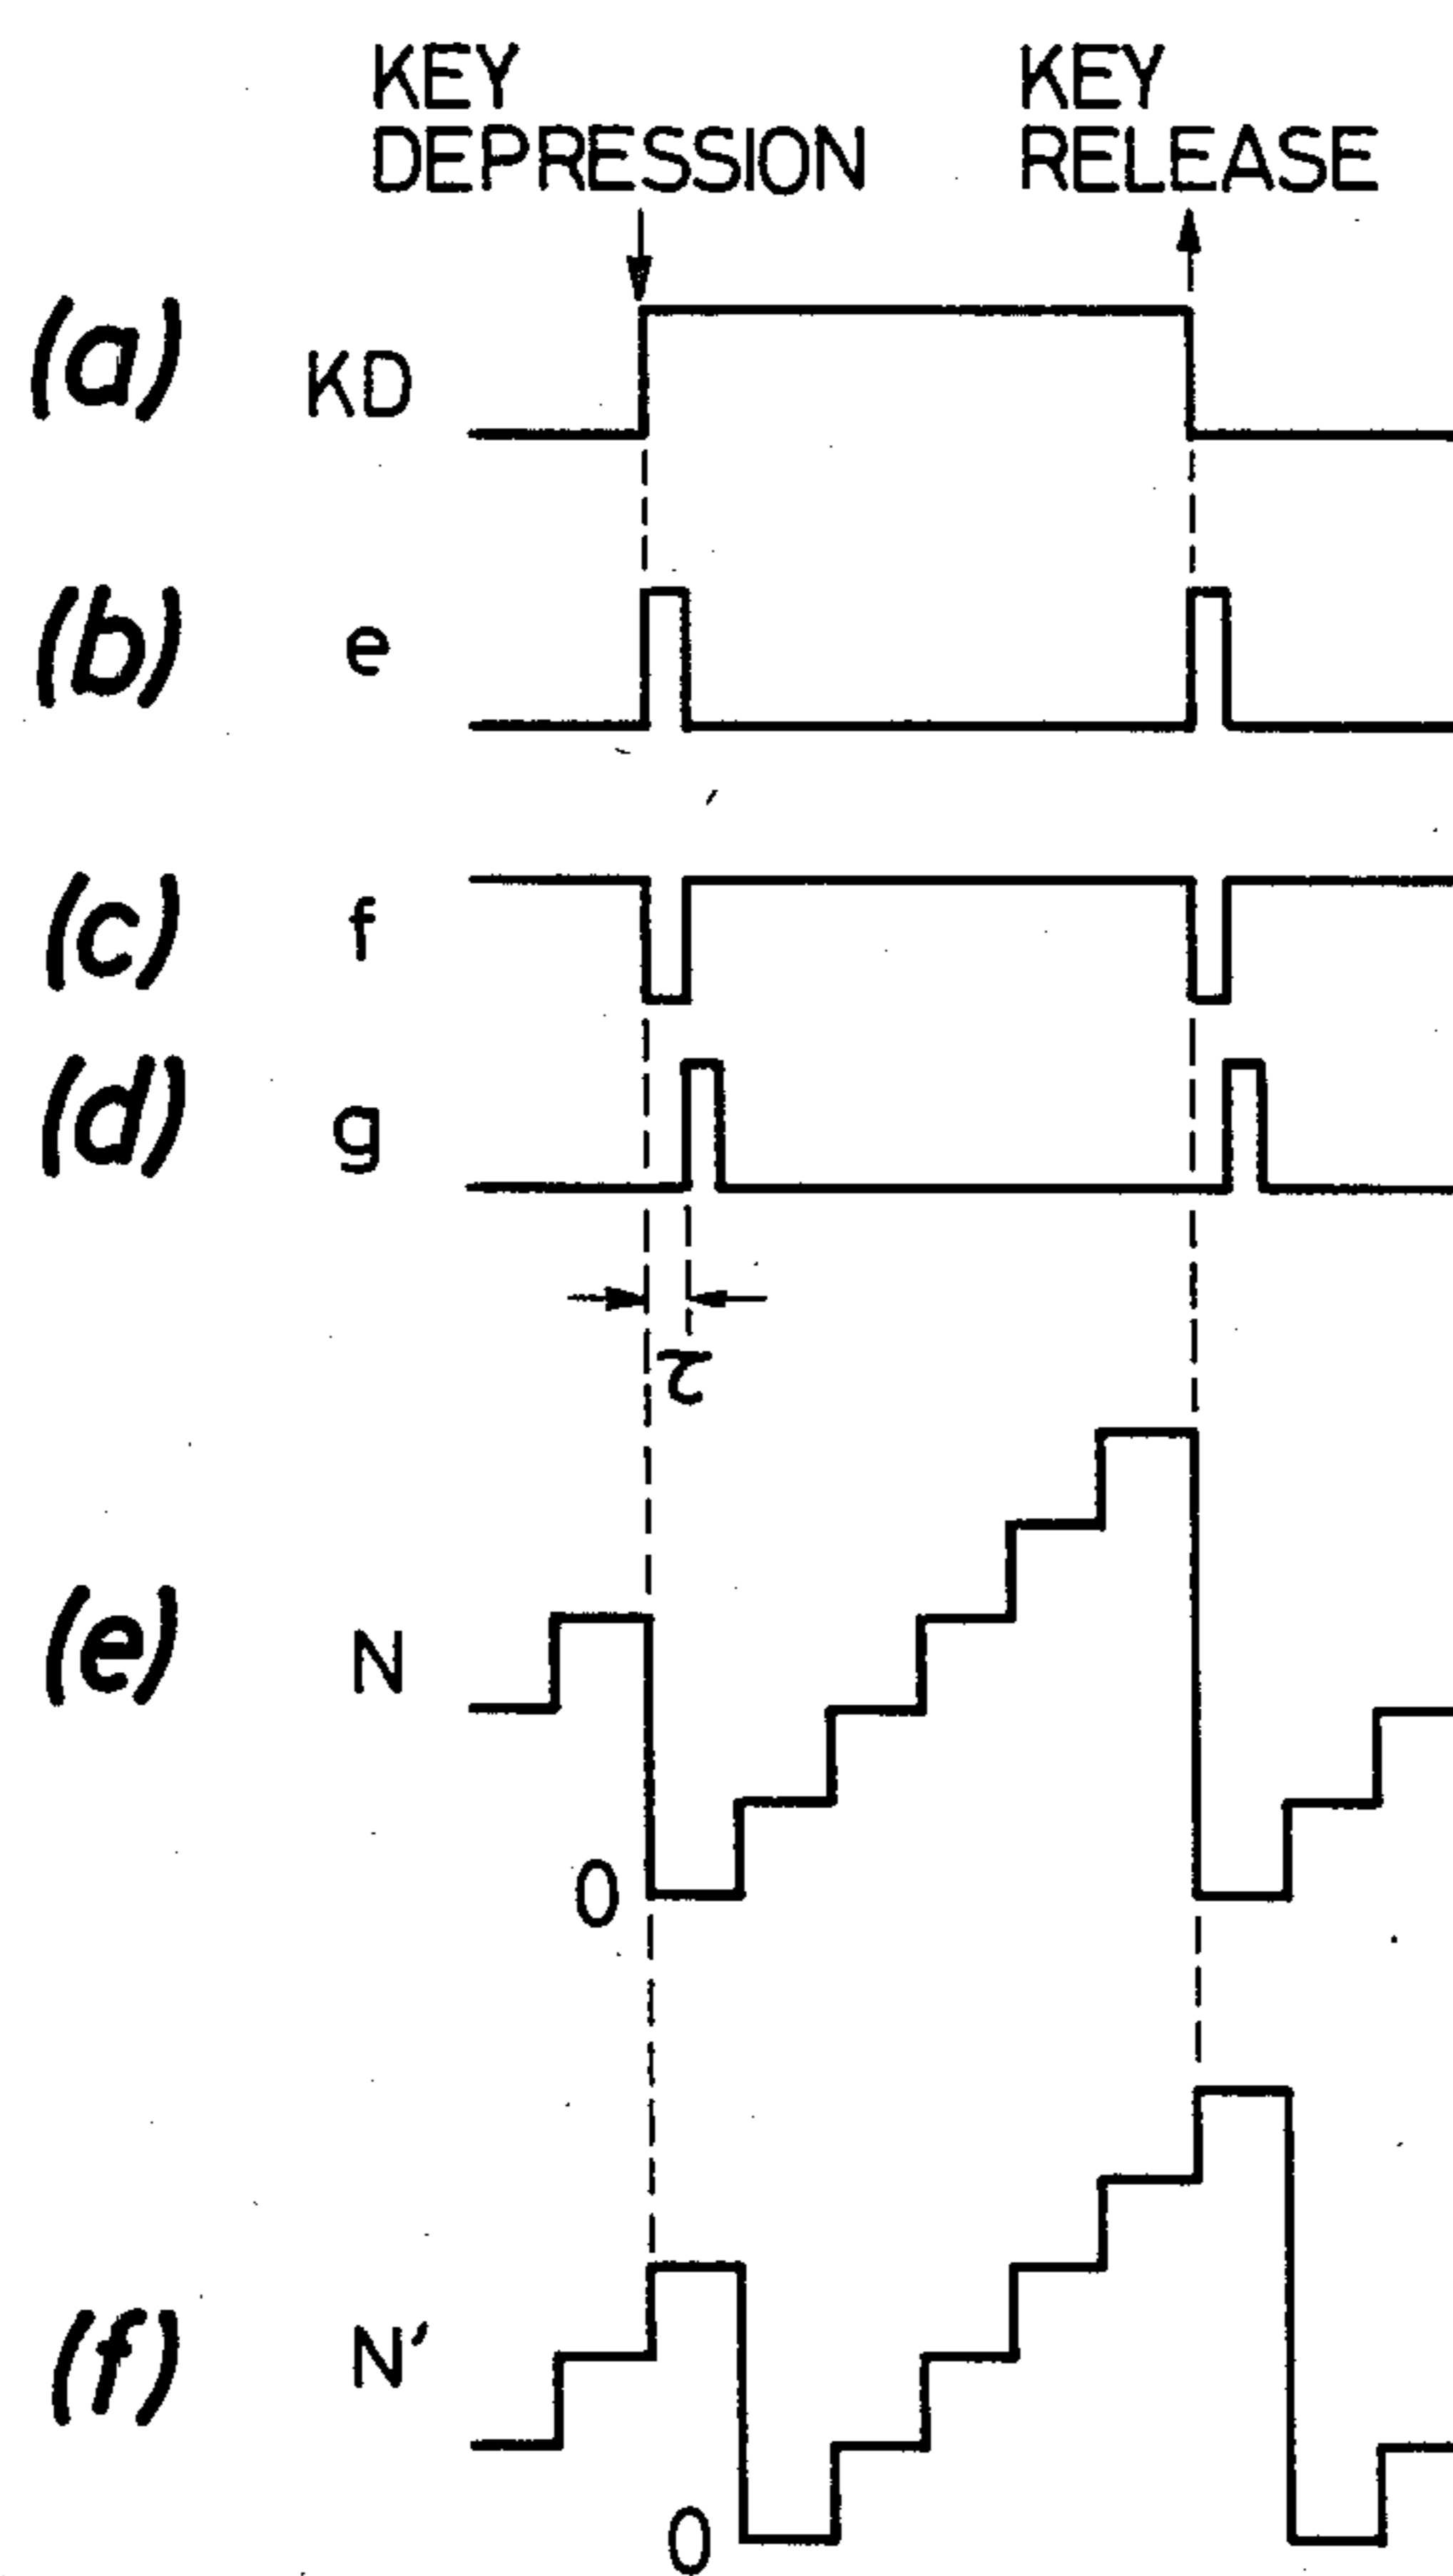 KEY DEPRESSION
KEY RELEASE
(a) KD
(b) e
(c) f
(d) g
τ
(e) N
0
(f) N'
0